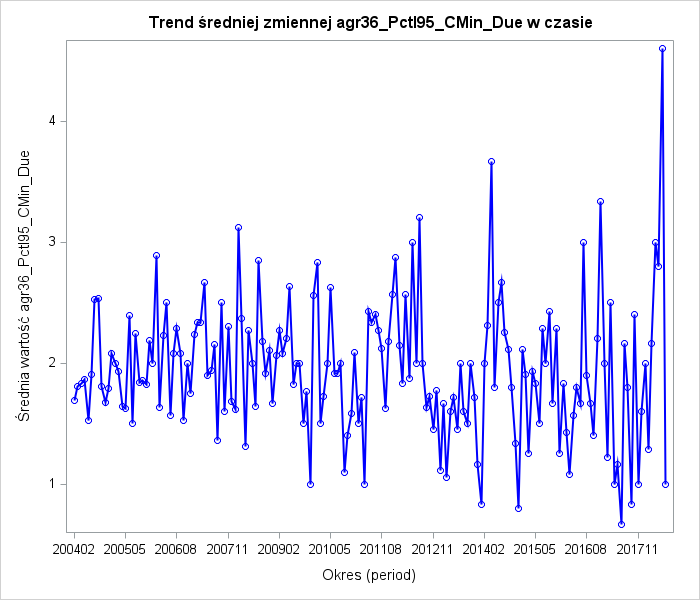 Trend średniej zmiennej agr36_Pctl95_CMin_Due w czasie
Średnia wartość agr36_Pctl95_CMin_Due
4
3
2
1
200402 200505 200608 200711 200902 201005 201108 201211 201402 201505 201608 201711
Okres (period)